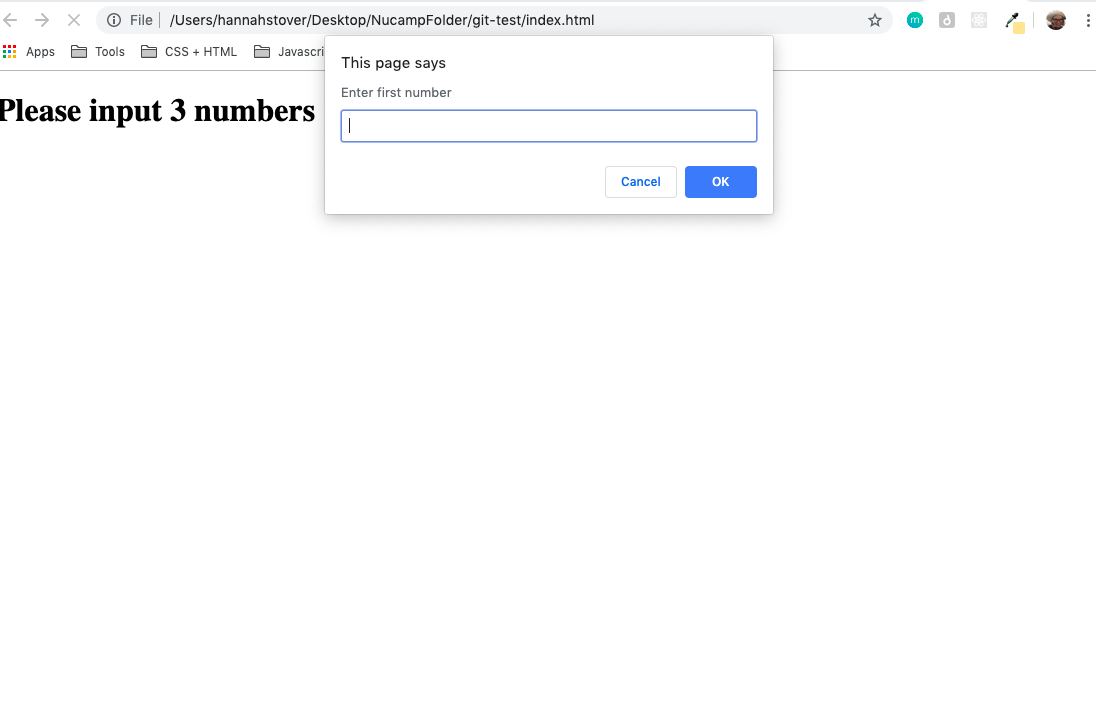 File /Users/hannahstover/Desktop/NucampFolder/git-test/index.html
m d
Apps Tools CSS + HTML Javascri
This page says
Enter first number
Cancel OK
Please input 3 numbers